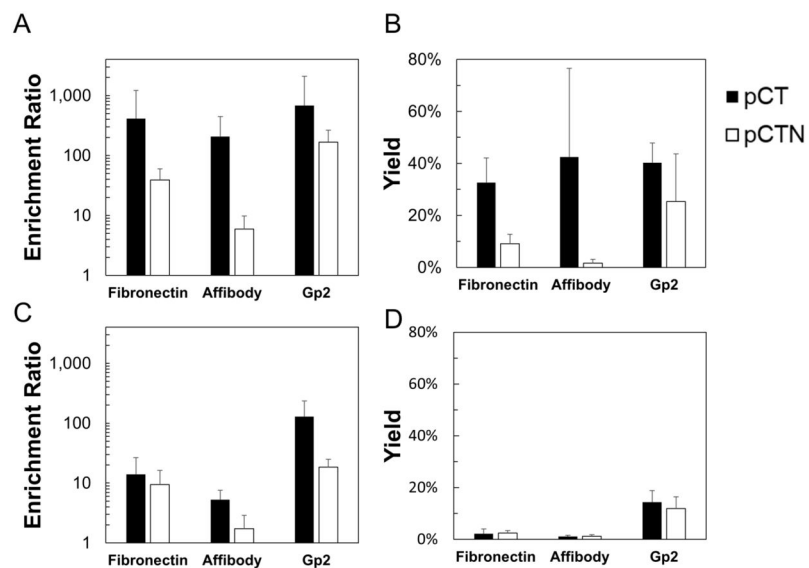 A
Enrichment Ratio
1,000
100
10
1
Fibronectin Affibody Gp2
B
Yield
80%
60%
40%
20%
0%
Fibronectin Affibody Gp2
pCT
pCTN
C
Enrichment Ratio
1,000
100
10
1
Fibronectin Affibody Gp2
D
Yield
80%
60%
40%
20%
0%
Fibronectin Affibody Gp2